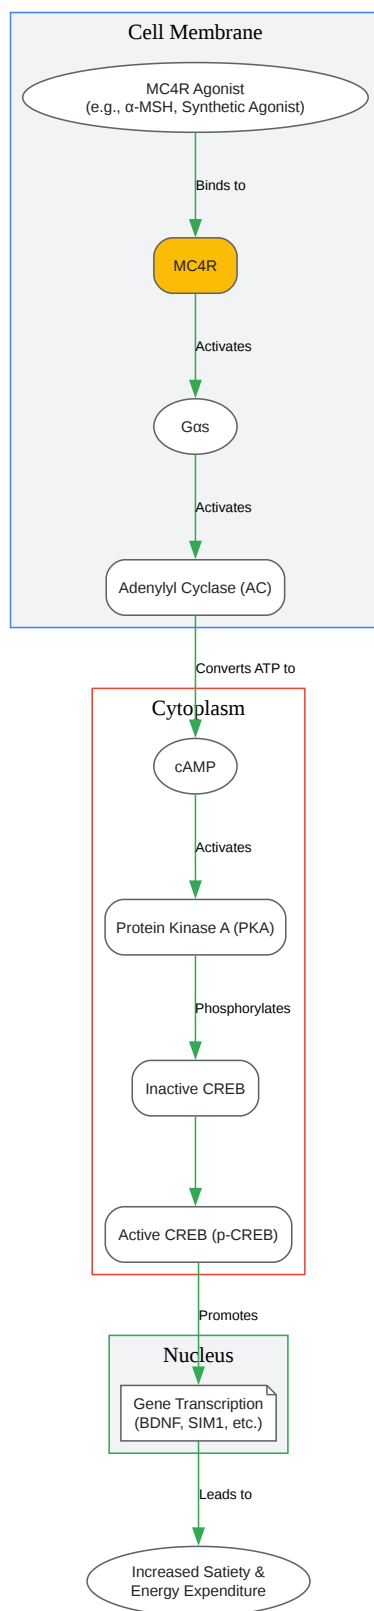 Cell Membrane
MC4R Agonist
(e.g., α-MSH, Synthetic Agonist)
Binds to
MC4R
Activates
Gαs
Activates
Adenylyl Cyclase (AC)
Converts ATP to
Cytoplasm
cAMP
Activates
Protein Kinase A (PKA)
Phosphorylates
Inactive CREB
Active CREB (p-CREB)
Promotes
Nucleus
Gene Transcription
(BDNF, SIM1, etc.)
Leads to
Increased Satiety &
Energy Expenditure